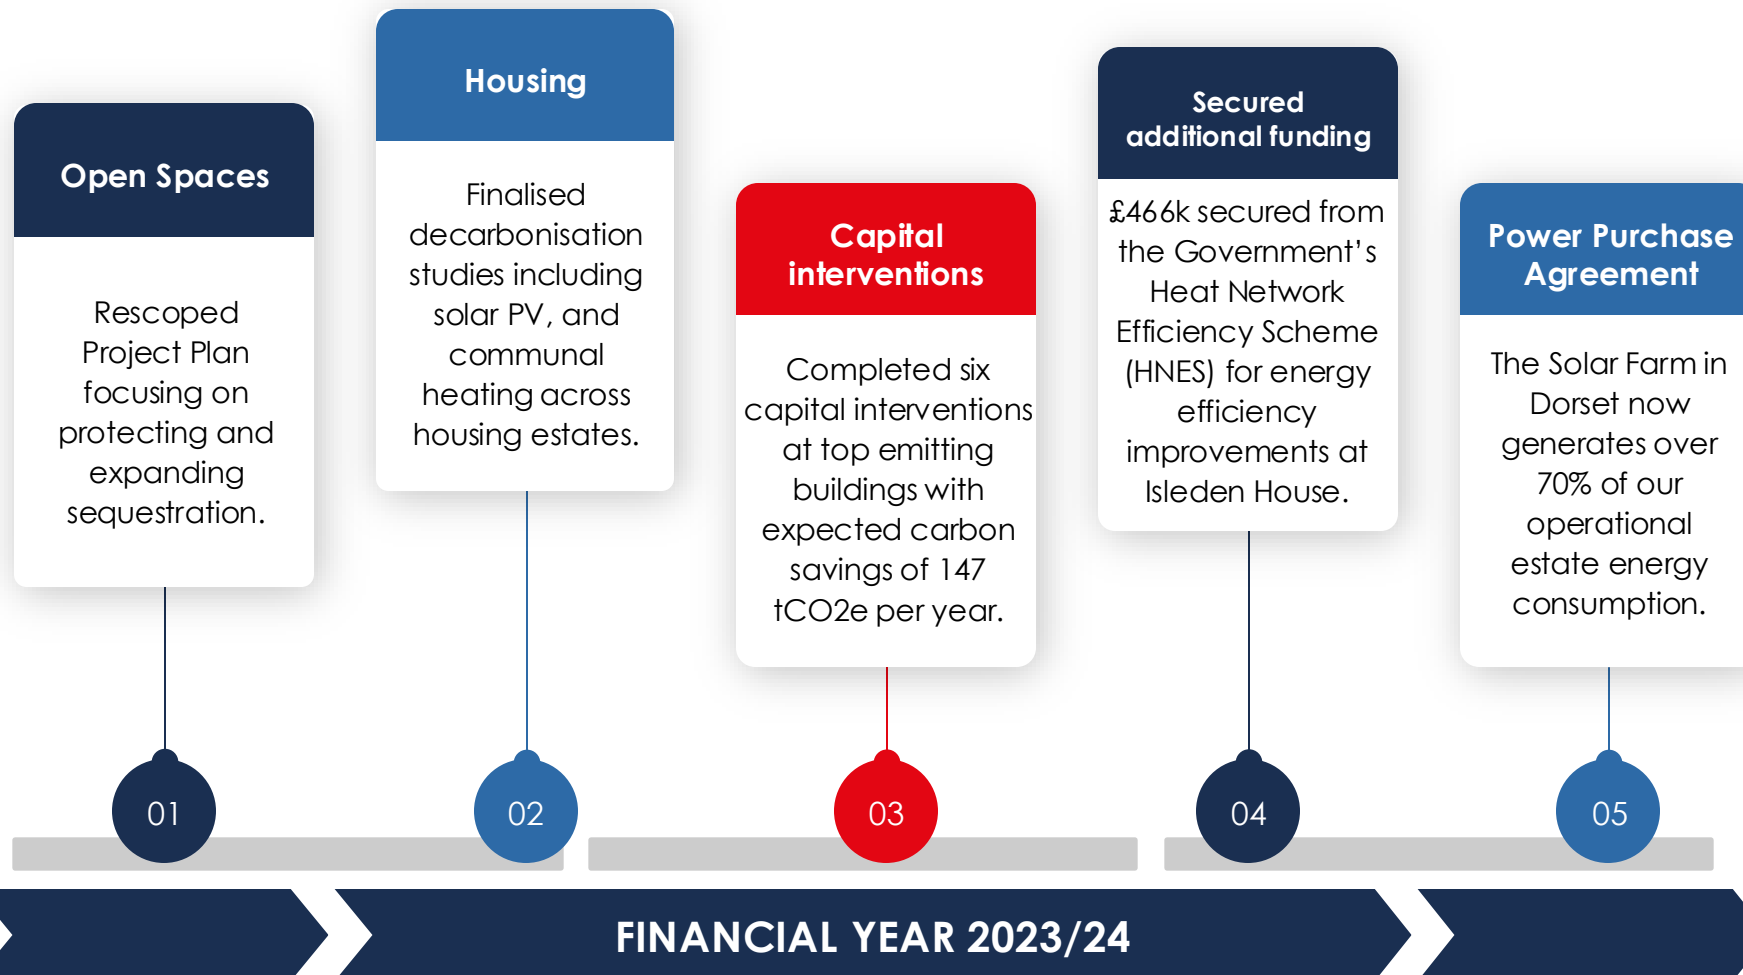 Open Spaces
Rescoped
Project Plan
focusing on
protecting and
expanding
sequestration.
01
Housing
Finalised
decarbonisation
studies including
solar PV, and
communal
heating across
housing estates.
02
Capital
interventions
Completed six
capital interventions
at top emitting
buildings with
expected carbon
savings of 147
tCO2e per year.
03
Secured
additional funding
£466k secured from
the Government’s
Heat Network
Efficiency Scheme
(HNES) for energy
efficiency
improvements at
Isleden House.
04
Power Purchase
Agreement
The Solar Farm in
Dorset now
generates over
70% of our
operational
estate energy
consumption.
05
FINANCIAL YEAR 2023/24